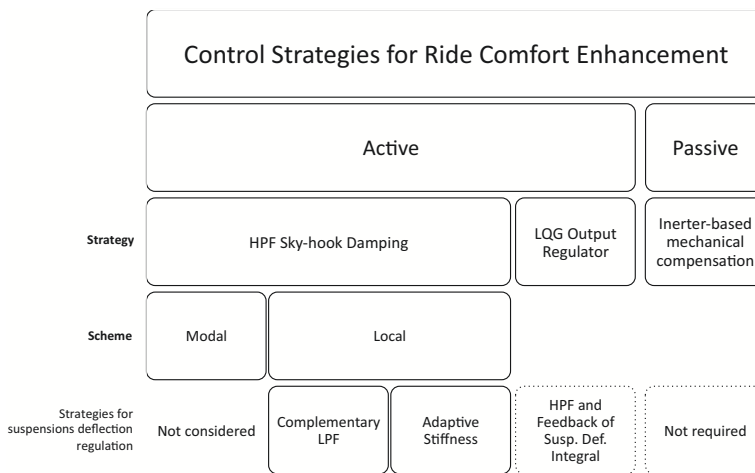 Control Strategies for Ride Comfort Enhancement
Active
Passive
Strategy
HPF Sky-hook Damping
LQG Output
Regulator
Inerter-based
mechanical
compensation
Scheme
Modal
Local
Strategies for
suspensions deflection
regulation
Not considered
Complementary
LPF
Adaptive
Stiffness
HPF and
Feedback of
Susp. Def.
Integral
Not required